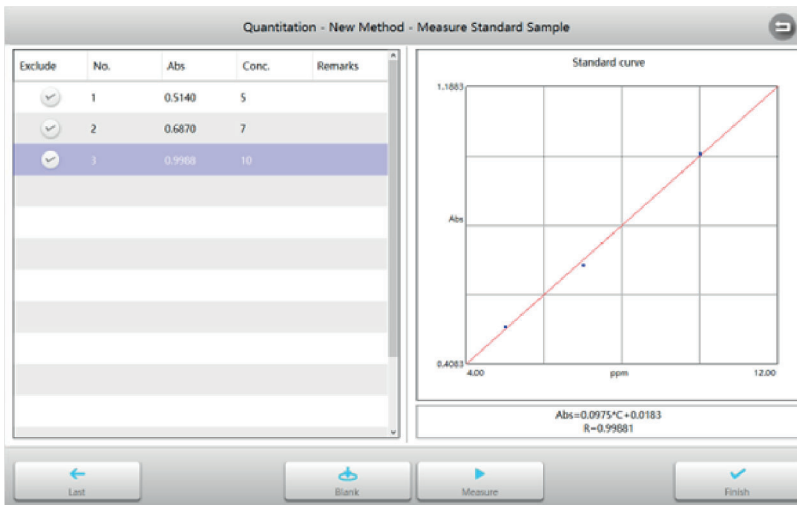 Quantitation - New Method - Measure Standard Sample
Exclude No. Abs Conc. Remarks
1 0.5140 5
2 0.6870 7
3 0.9988 10
Standard curve
1.1883
Abs
0.4083
4.00 ppm 12.00
Abs=0.0975*C+0.0183
R=0.99881
Last Blank Measure Finish